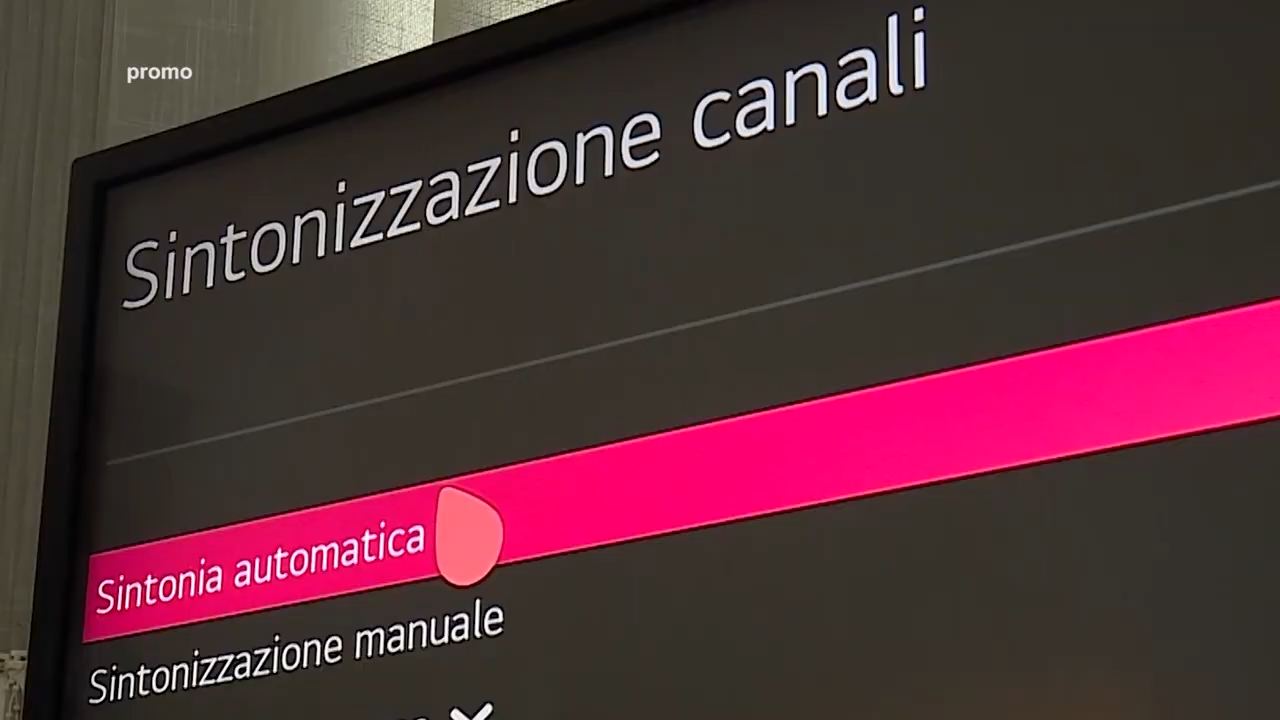 promo
Sintonizzazione canali
Sintonia automatica
Sintonizzazione manuale